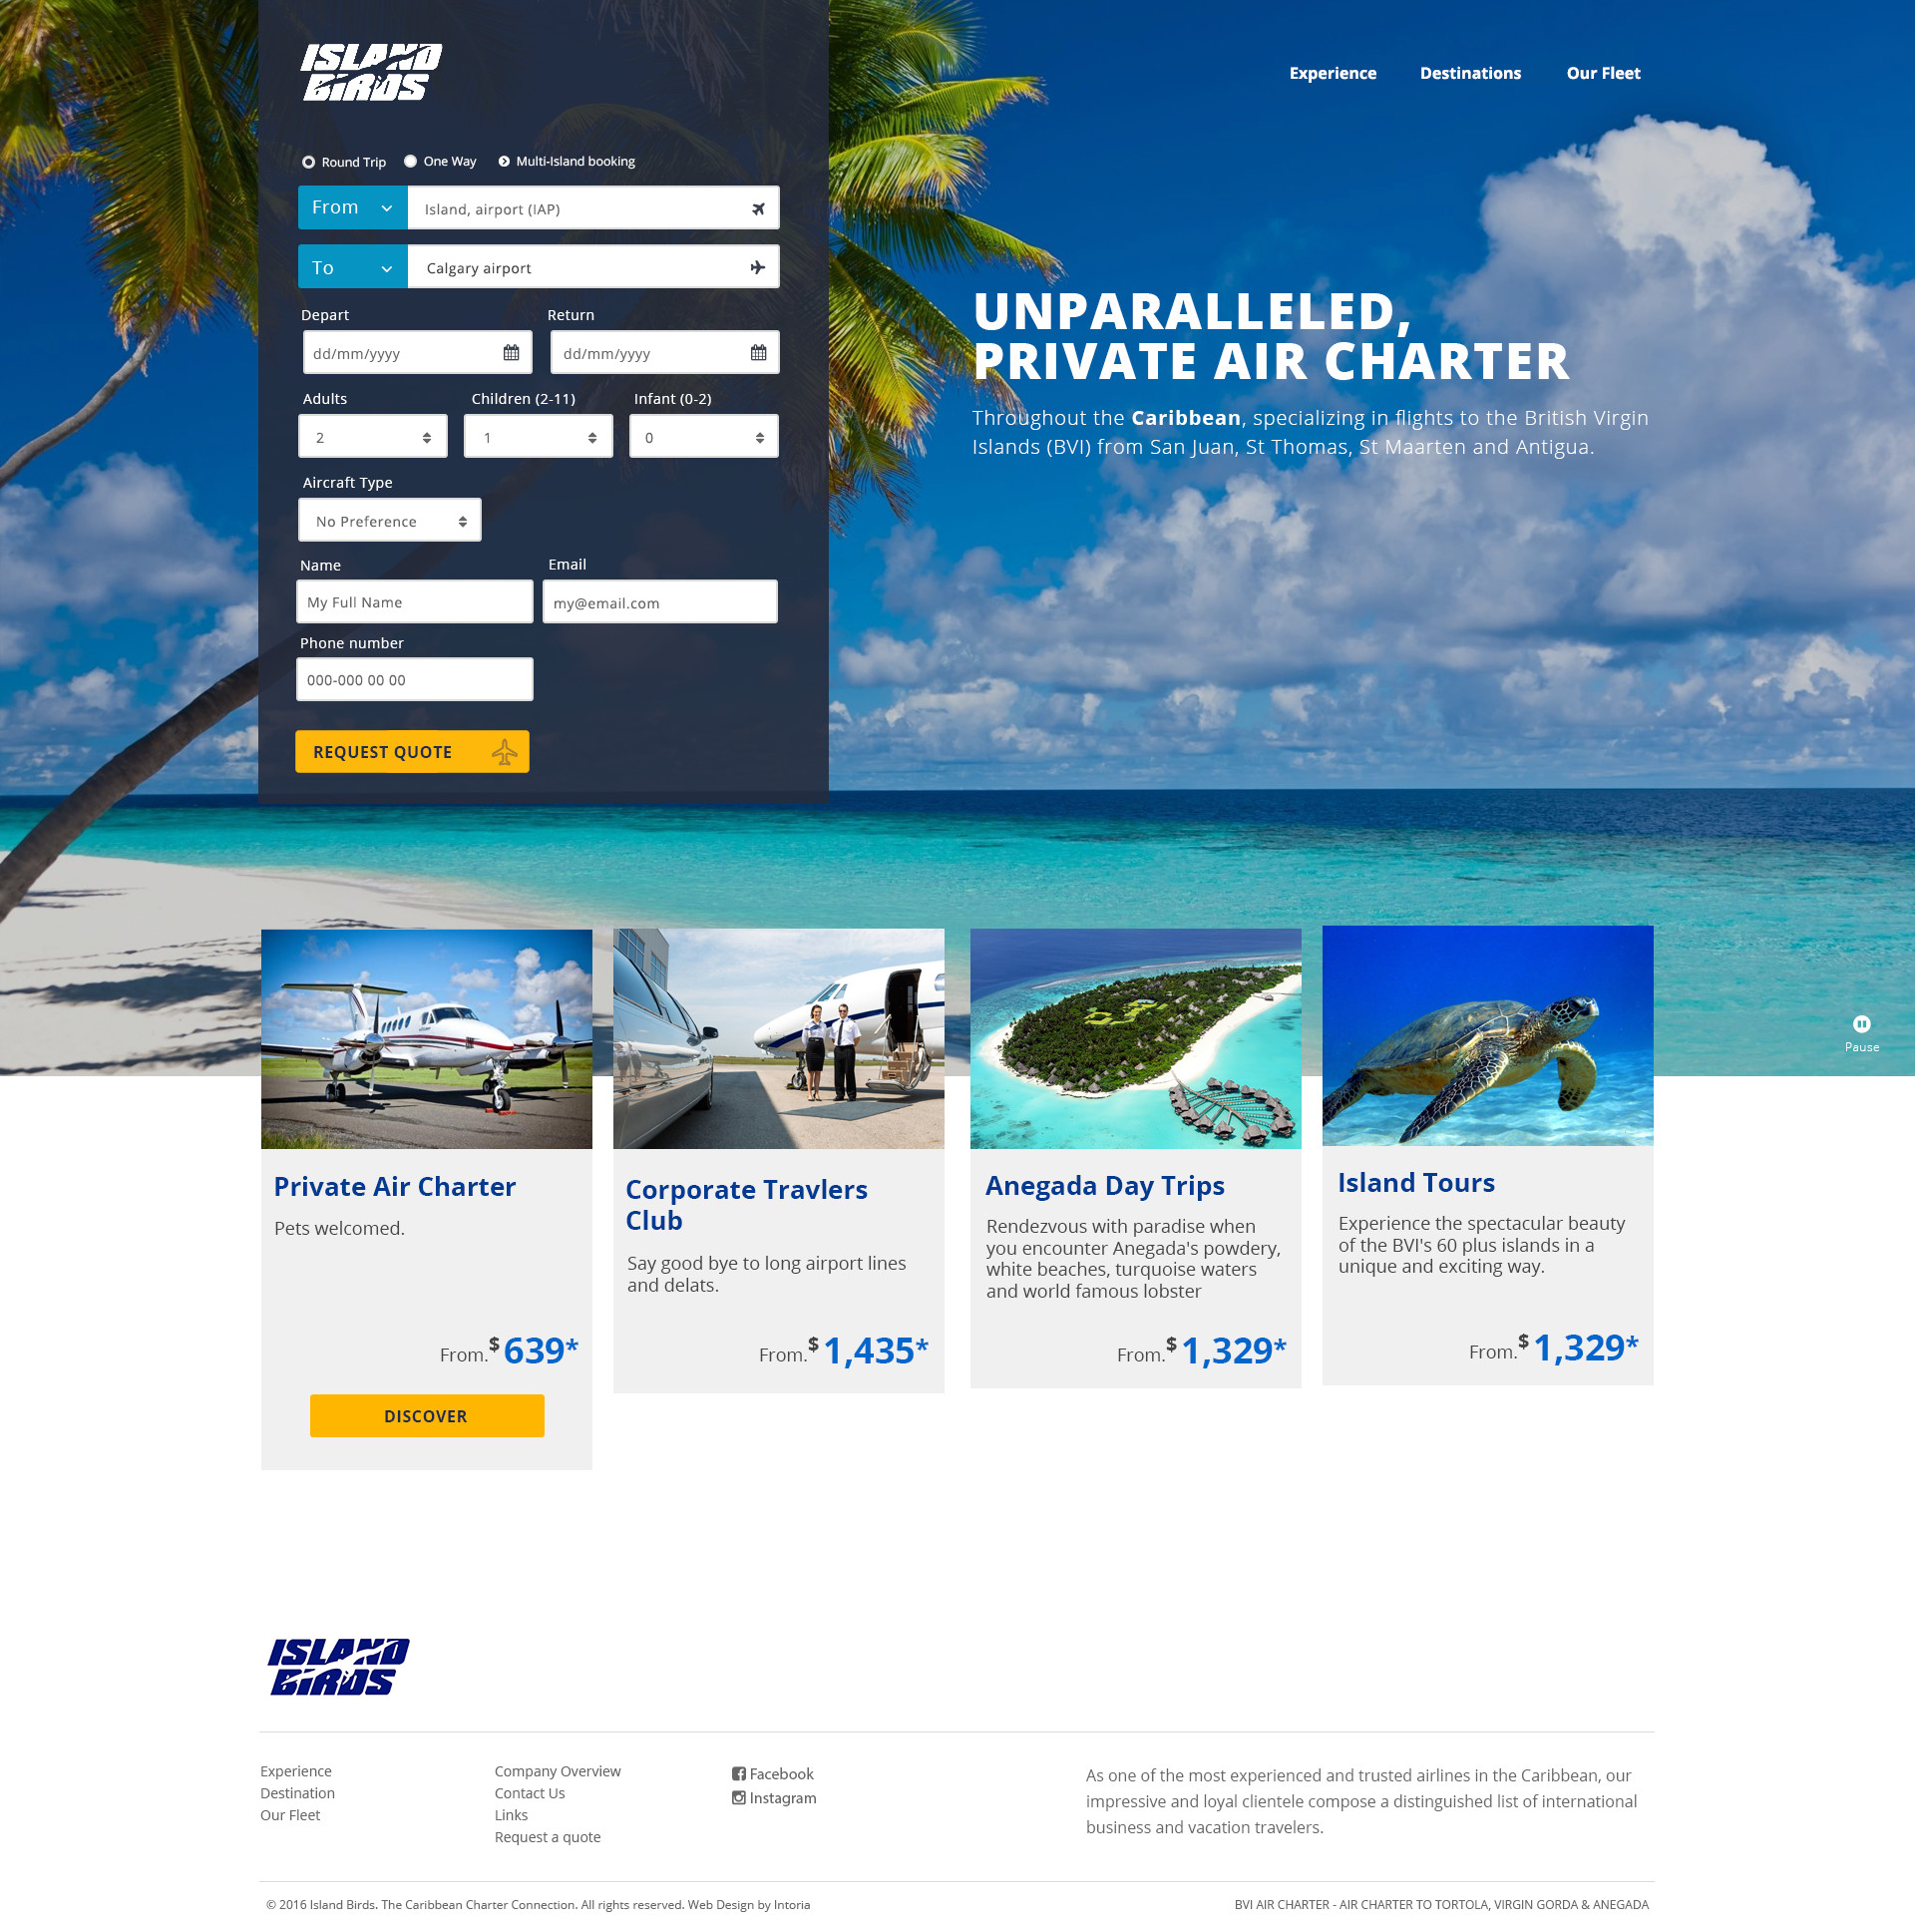 ISLAND
BIRDS
Experience
Destinations
Our Fleet
Round Trip
One Way
Multi-Island booking
From
Island, airport (IAP)
To
Calgary airport
Depart
Return
dd/mm/yyyy
dd/mm/yyyy
Adults
Children (2-11)
Infant (0-2)
2
1
0
Aircraft Type
No Preference
Name
Email
My Full Name
my@email.com
Phone number
000-000 00 00
REQUEST QUOTE
UNPARALLELED,
PRIVATE AIR CHARTER
Throughout the Caribbean, specializing in flights to the British Virgin
Islands (BVI) from San Juan, St Thomas, St Maarten and Antigua.
Pause
Private Air Charter
Pets welcomed.
From.$ 639*
DISCOVER
Corporate Travlers
Club
Say good bye to long airport lines
and delats.
From.$ 1,435*
Anegada Day Trips
Rendezvous with paradise when
you encounter Anegada's powdery,
white beaches, turquoise waters
and world famous lobster
From.$ 1,329*
Island Tours
Experience the spectacular beauty
of the BVI's 60 plus islands in a
unique and exciting way.
From.$ 1,329*
ISLAND
BIRDS
Experience
Destination
Our Fleet
Company Overview
Contact Us
Links
Request a quote
Facebook
Instagram
As one of the most experienced and trusted airlines in the Caribbean, our
impressive and loyal clientele compose a distinguished list of international
business and vacation travelers.
© 2016 Island Birds. The Caribbean Charter Connection. All rights reserved. Web Design by Intoria
BVI AIR CHARTER - AIR CHARTER TO TORTOLA, VIRGIN GORDA & ANEGADA